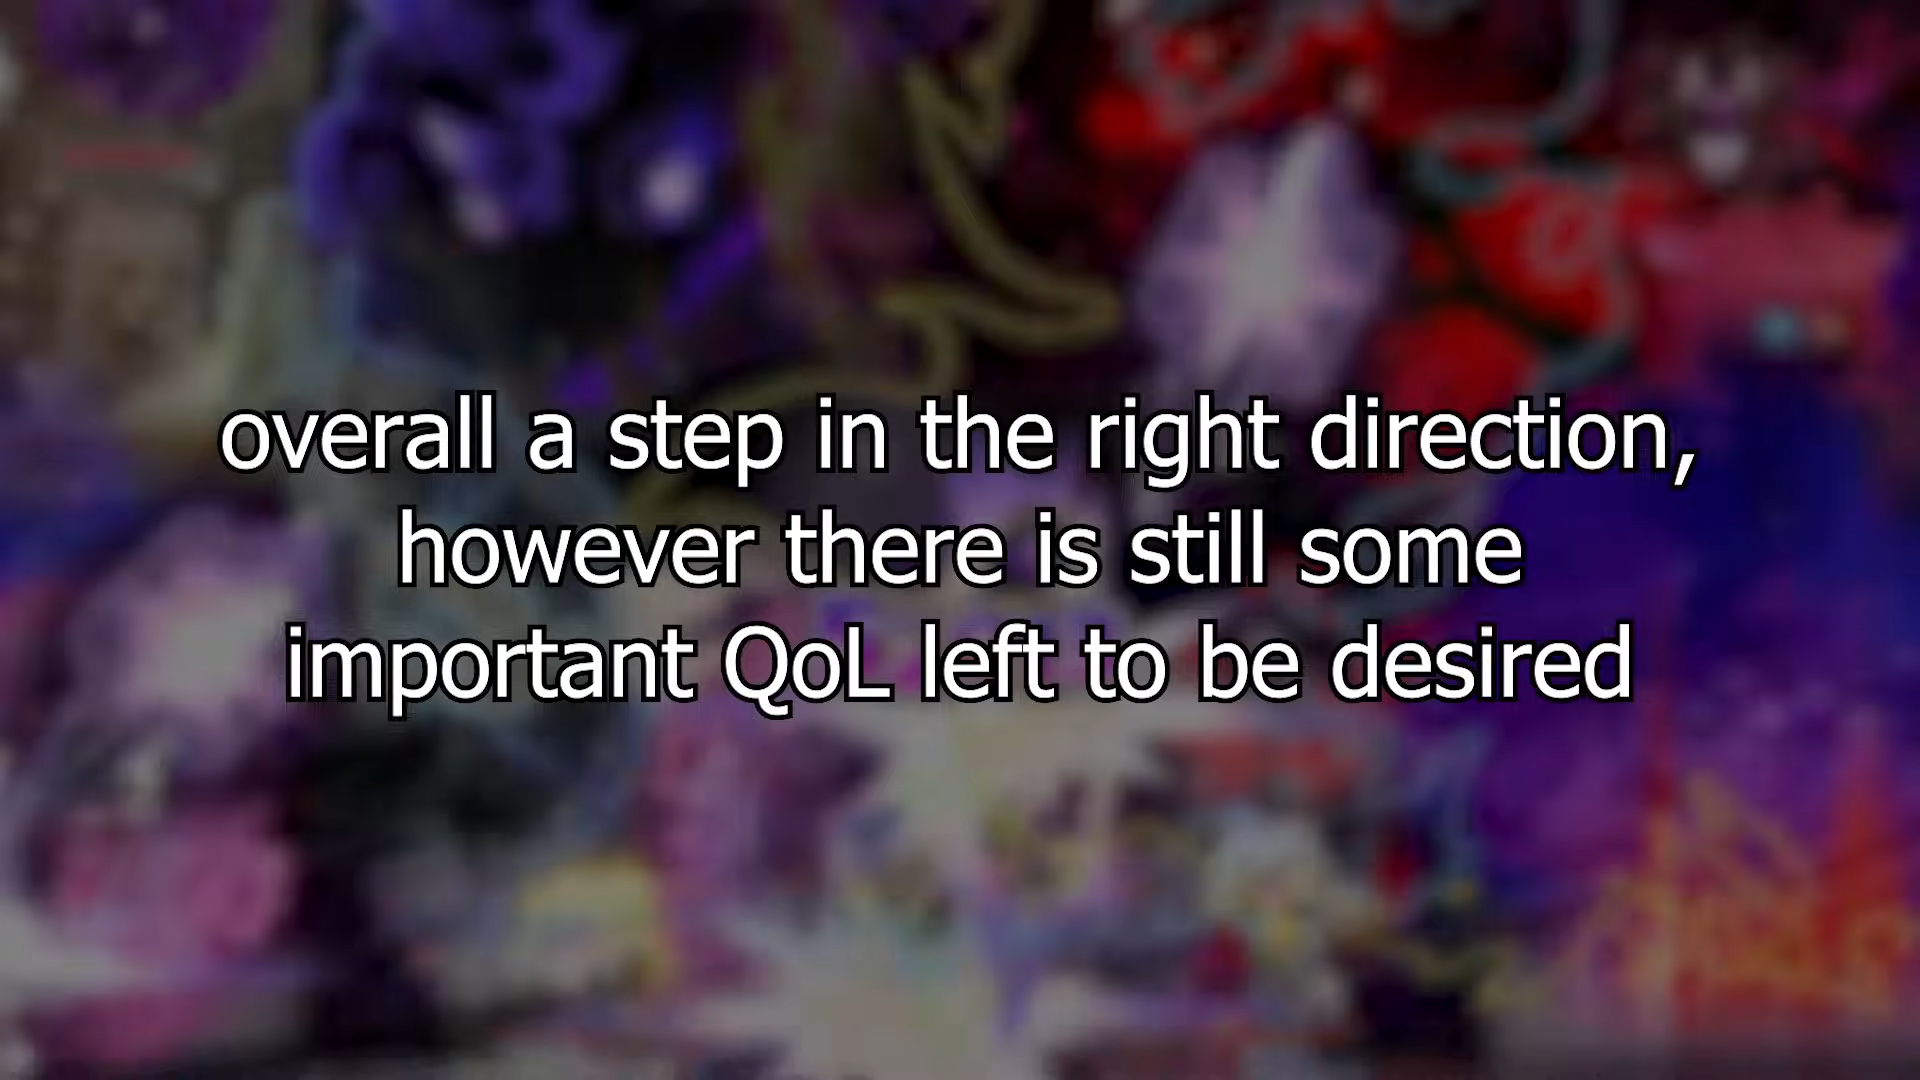 overall a step in the right direction,
however there is still some
important QoL left to be desired